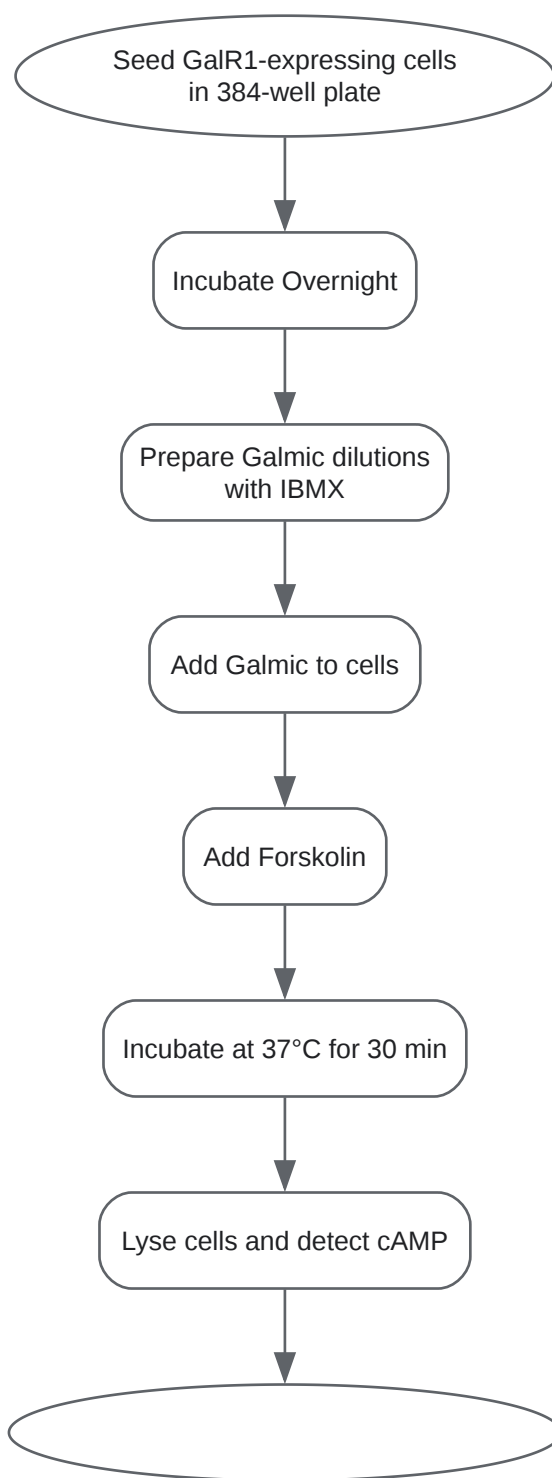 Seed GalR1-expressing cells
in 384-well plate
Incubate Overnight
Prepare Galmic dilutions
with IBMX
Add Galmic to cells
Add Forskolin
Incubate at 37°C for 30 min
Lyse cells and detect cAMP